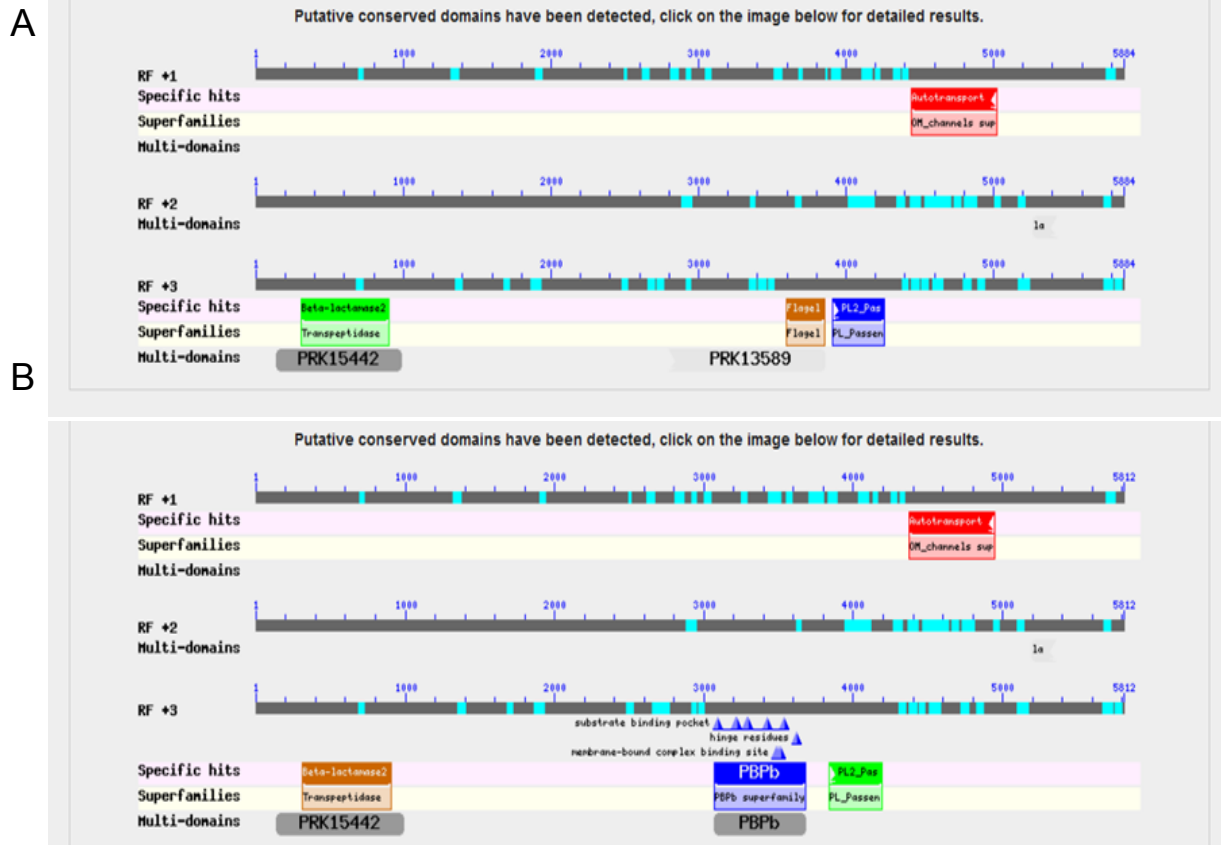 A
Putative conserved domains have been detected, click on the image below for detailed results.
1 1000 2000 3000 4000 5000 5884
RF +1
Specific hits Autotransport
Superfamilies OM_channels sup
Multi-domains
1 1000 2000 3000 4000 5000 5884
RF +2
Multi-domains la
1 1000 2000 3000 4000 5000 5884
RF +3
Specific hits Beta-lactamase2 Flagel PL2_Pas
Superfamilies Transpeptidase Flagel PL_Passen
Multi-domains PRK15442 PRK13589
B
Putative conserved domains have been detected, click on the image below for detailed results.
1 1000 2000 3000 4000 5000 5812
RF +1
Specific hits Autotransport
Superfamilies OM_channels sup
Multi-domains
1 1000 2000 3000 4000 5000 5812
RF +2
Multi-domains la
1 1000 2000 3000 4000 5000 5812
RF +3
substrate binding pocket
hinge residues
membrane-bound complex binding site
Specific hits Beta-lactamase2 PBPb PL2_Pas
Superfamilies Transpeptidase PBPb superfamily PL_Passen
Multi-domains PRK15442 PBPb